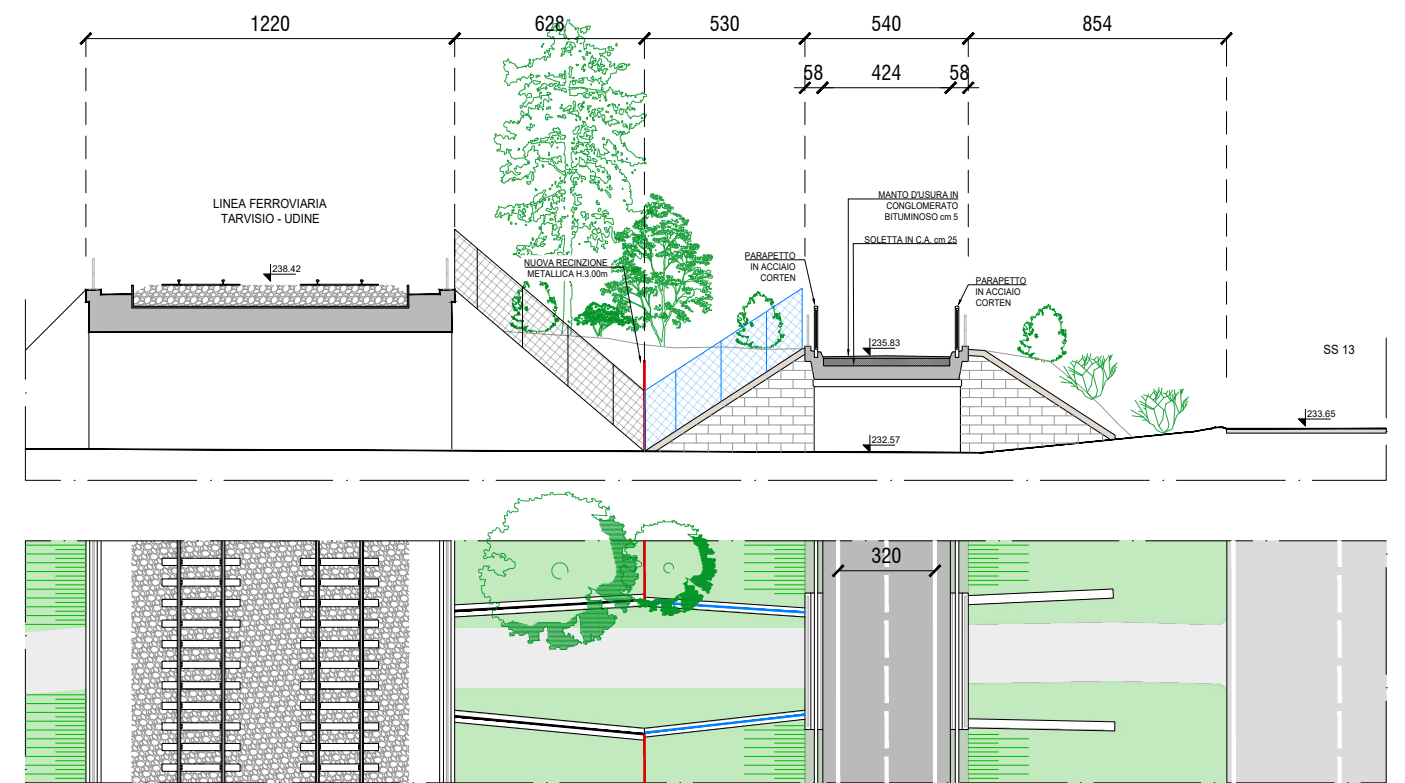 1220
628
530
540
854
58
424
58
LINEA FERROVIARIA
TARVISIO - UDINE
238.42
NUOVA RECINZIONE
METALLICA H.3.00m
PARAPETTO
IN ACCIAIO
CORTEN
MANTO D'USURA IN
CONGLOMERATO
BITUMINOSO cm 5
SOLETTA IN C.A. cm 25
PARAPETTO
IN ACCIAIO
CORTEN
235.83
SS 13
233.65
232.57
320